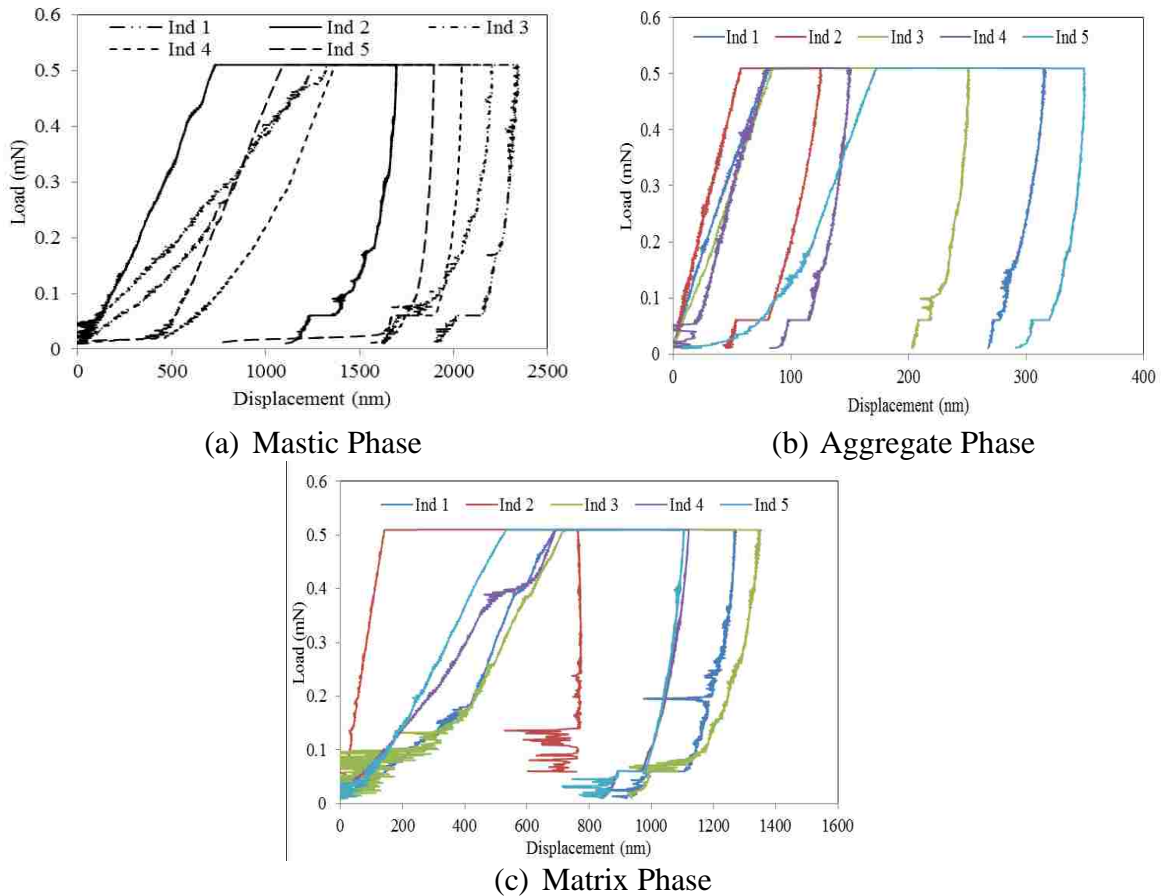 Ind 1 Ind 2 Ind 3
Ind 4 Ind 5
Load (mN)
0.6
0.5
0.4
0.3
0.2
0.1
0
0 500 1000 1500 2000 2500
Displacement (nm)
(a) Mastic Phase
Ind 1 Ind 2 Ind 3 Ind 4 Ind 5
Load (mN)
0.6
0.5
0.4
0.3
0.2
0.1
0
0 100 200 300 400
Displacement (nm)
(b) Aggregate Phase
Ind 1 Ind 2 Ind 3 Ind 4 Ind 5
Load (mN)
0.6
0.5
0.4
0.3
0.2
0.1
0
0 200 400 600 800 1000 1200 1400 1600
Displacement (nm)
(c) Matrix Phase